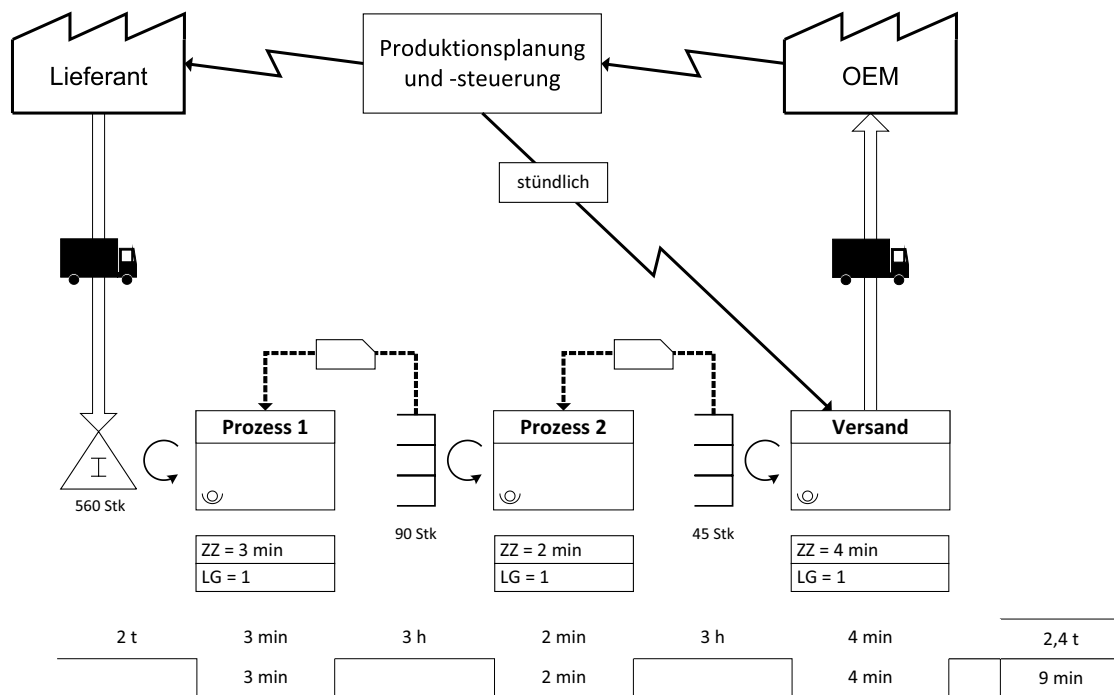 Lieferant
Produktionsplanung
und -steuerung
OEM
stündlich
Prozess 1
Prozess 2
Versand
I
560 Stk
90 Stk
45 Stk
ZZ = 3 min
LG = 1
ZZ = 2 min
LG = 1
ZZ = 4 min
LG = 1
2 t
3 min
3 h
2 min
3 h
4 min
2,4 t
3 min
2 min
4 min
9 min